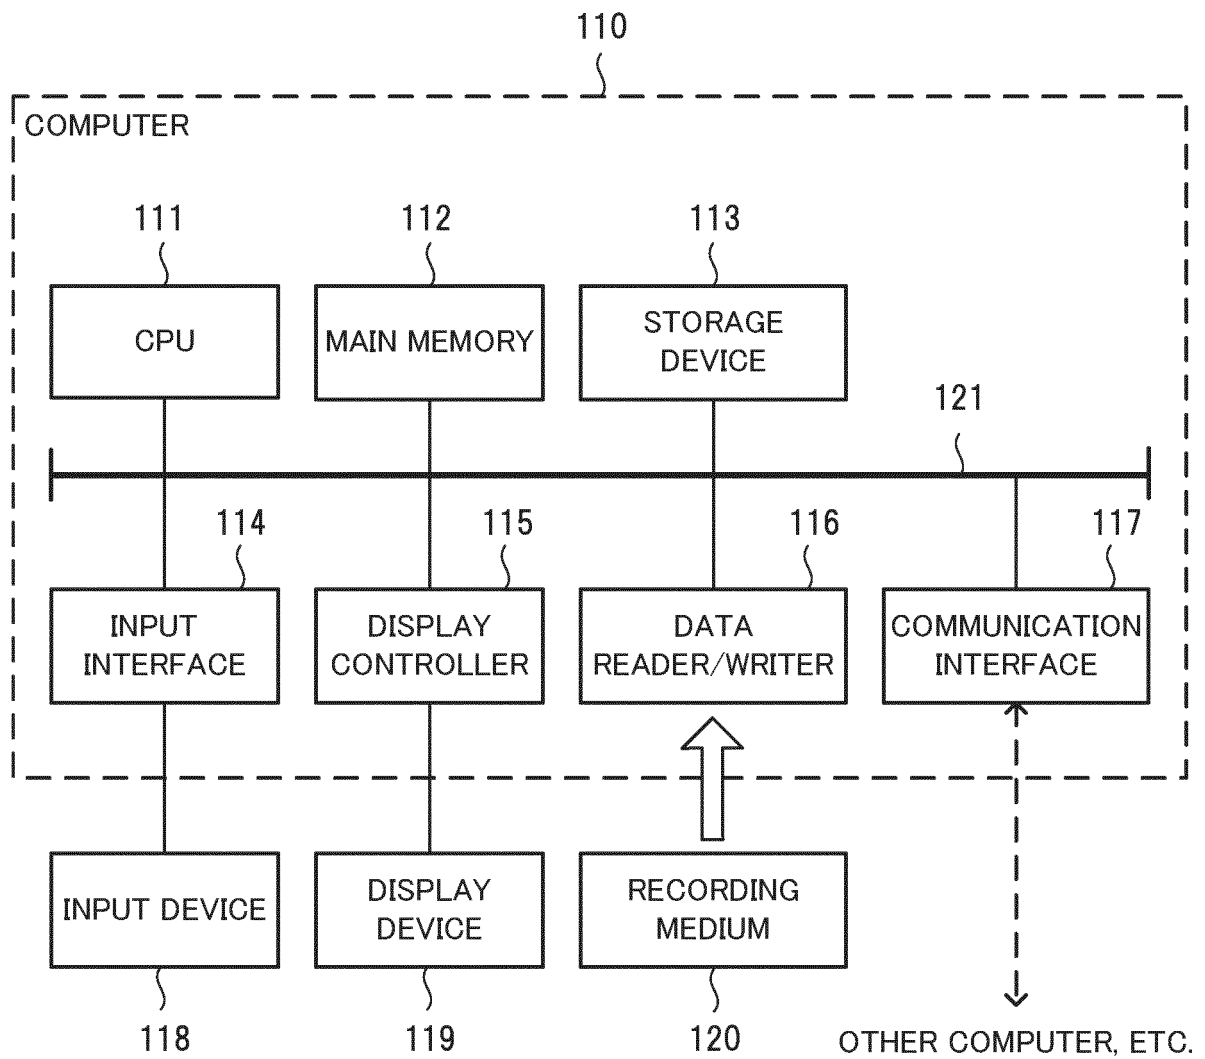 110
COMPUTER
111
112
113
CPU
MAIN MEMORY
STORAGE
DEVICE
121
114
115
116
117
INPUT
INTERFACE
DISPLAY
CONTROLLER
DATA
READER/WRITER
COMMUNICATION
INTERFACE
INPUT DEVICE
DISPLAY
DEVICE
RECORDING
MEDIUM
118
119
120
OTHER COMPUTER, ETC.